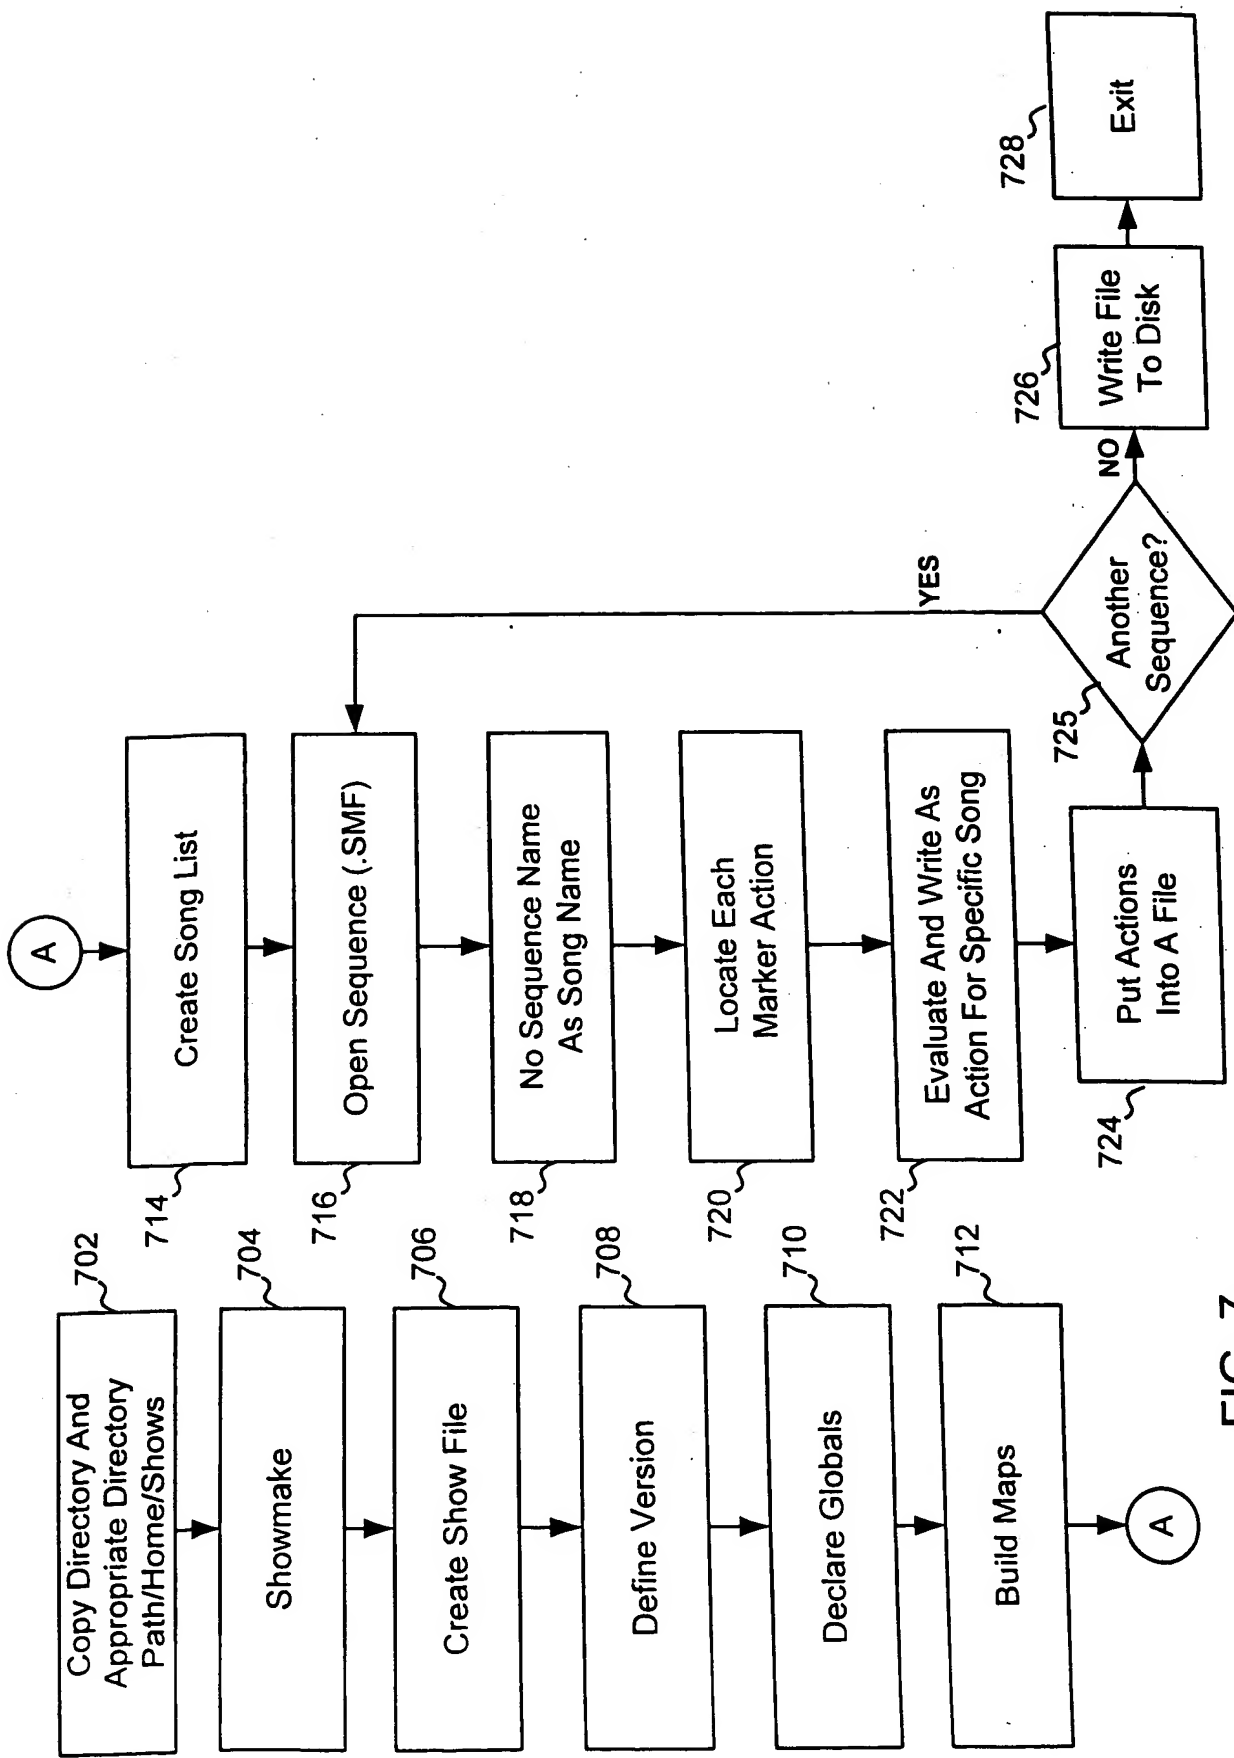 Copy Directory And
Appropriate Directory
Path/Home/Shows
702
Showmake
704
Create Show File
706
Define Version
708
Declare Globals
710
Build Maps
712
A
A
Create Song List
714
Open Sequence (.SMF)
716
No Sequence Name
As Song Name
718
Locate Each
Marker Action
720
Evaluate And Write As
Action For Specific Song
722
Put Actions
Into A File
724
Another
Sequence?
725
YES
NO
Write File
To Disk
726
Exit
728
FIG. 7